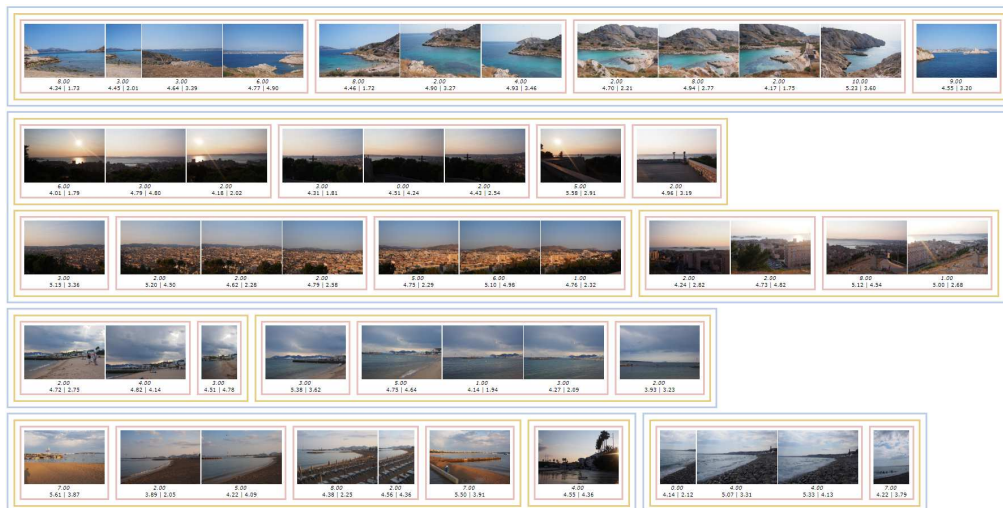 8.00 3.00 3.00 6.00 8.00 2.00 4.00 2.00 8.00 2.00 10.00 9.00
4.34 | 1.73 4.45 | 2.01 4.64 | 3.39 4.77 | 4.90 4.46 | 1.72 4.90 | 3.27 4.93 | 3.46 4.70 | 2.21 4.94 | 2.77 4.17 | 1.75 5.23 | 3.60 4.55 | 3.20
6.00 3.00 2.00 3.00 0.00 2.00 5.00 2.00
4.01 | 1.79 4.79 | 4.80 4.18 | 2.02 4.31 | 1.81 4.51 | 4.24 4.43 | 2.54 5.58 | 2.91 4.96 | 3.19
3.00 2.00 2.00 2.00 5.00 6.00 1.00 2.00 2.00 8.00 1.00
5.15 | 3.36 5.20 | 4.50 4.62 | 2.28 4.79 | 2.58 4.75 | 2.29 5.10 | 4.98 4.76 | 2.32 4.24 | 2.82 4.73 | 4.82 5.12 | 4.54 5.00 | 2.68
2.00 4.00 3.00 3.00 5.00 1.00 3.00 2.00
4.72 | 2.75 4.82 | 4.14 4.51 | 4.78 5.38 | 3.62 4.75 | 4.64 4.14 | 1.94 4.27 | 2.09 3.93 | 3.23
7.00 2.00 5.00 8.00 2.00 7.00 4.00 0.00 4.00 4.00 7.00
5.61 | 3.87 3.89 | 2.05 4.22 | 4.09 4.38 | 2.25 4.56 | 4.36 5.50 | 3.91 4.55 | 4.36 4.14 | 2.12 5.07 | 3.31 5.33 | 4.13 4.22 | 3.79